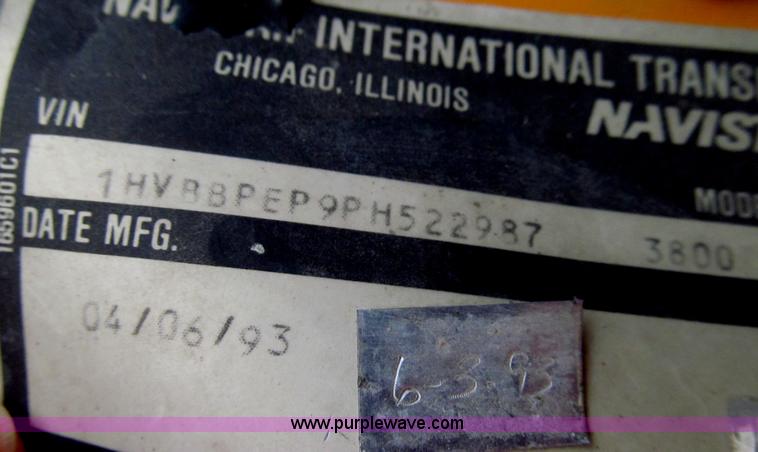 INTERNATIONAL TRANS
CHICAGO, ILLINOIS
NAVIS
VIN
MODE
1HVBBPEP9PH522987
3800
DATE MFG.
04/06/93
6-3-93
1659601C1
www.purplewave.com